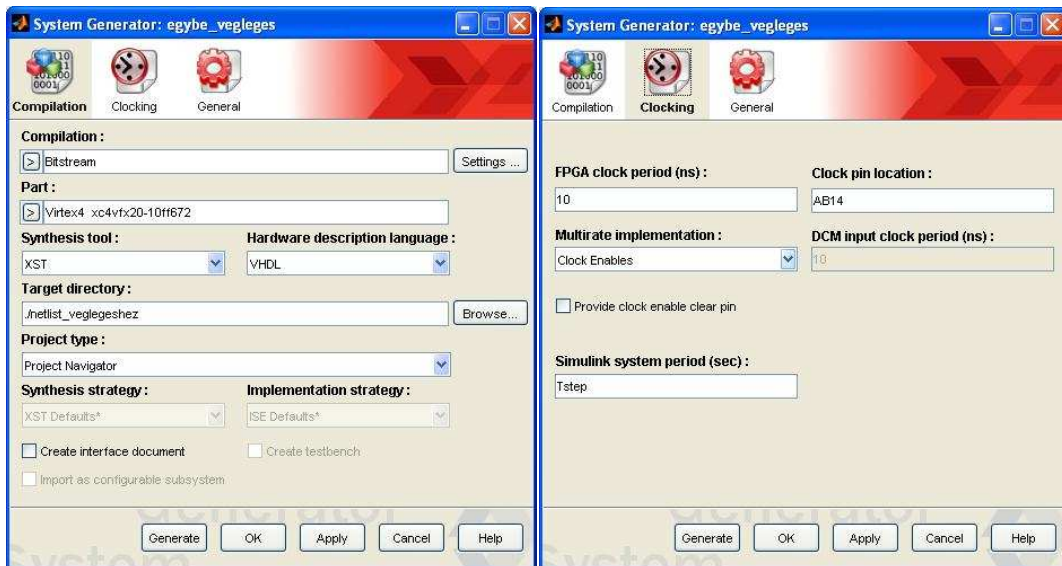 System Generator: egybe_vegleges
Compilation
Clocking
General
Compilation :
> Bitstream
Settings ...
Part :
> Virtex4 xc4vfx20-10ff672
Synthesis tool :
Hardware description language :
XST
VHDL
Target directory :
./netlist_veglegeshez
Browse...
Project type :
Project Navigator
Synthesis strategy :
Implementation strategy :
XST Defaults*
ISE Defaults*
Create interface document
Create testbench
Import as configurable subsystem
Generate
OK
Apply
Cancel
Help
System Generator
System Generator: egybe_vegleges
Compilation
Clocking
General
FPGA clock period (ns) :
Clock pin location :
10
AB14
Multirate implementation :
DCM input clock period (ns) :
Clock Enables
10
Provide clock enable clear pin
Simulink system period (sec) :
Tstep
Generate
OK
Apply
Cancel
Help
System Generator